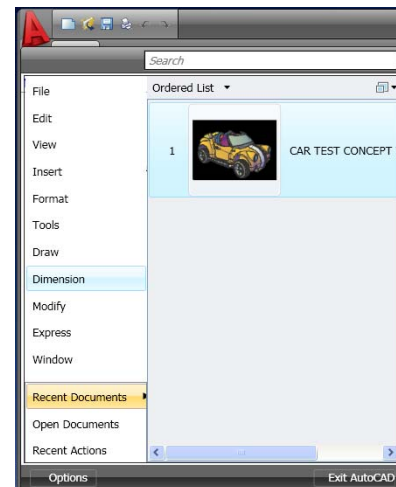 Search
File
Ordered List
Edit
View
Insert
1
CAR TEST CONCEPT
Format
Tools
Draw
Dimension
Modify
Express
Window
Recent Documents
Open Documents
Recent Actions
Options
Exit AutoCAD